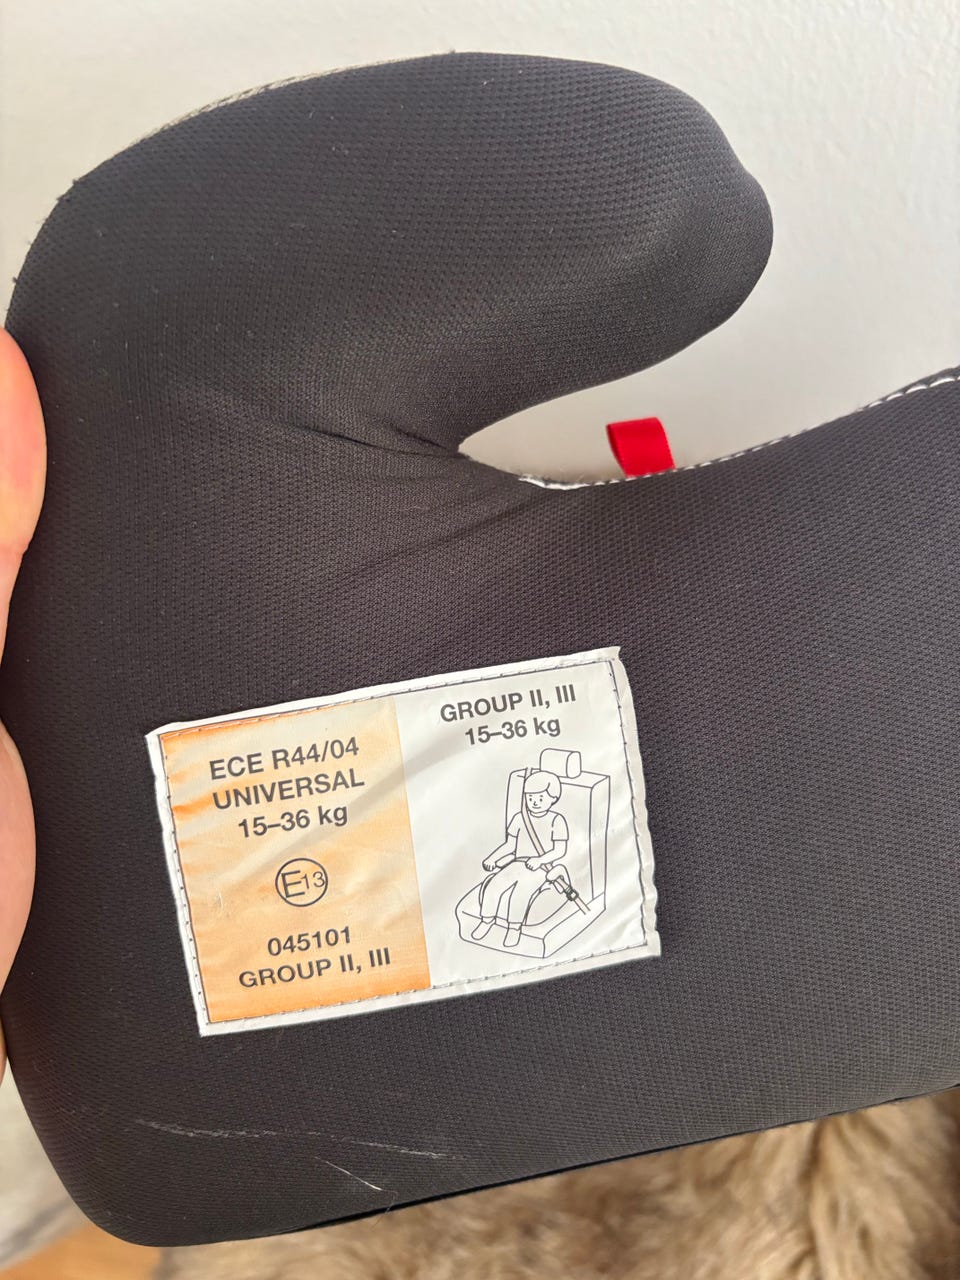 ECE R44/04
UNIVERSAL
15–36 kg
E13
045101
GROUP II, III
GROUP II, III
15–36 kg